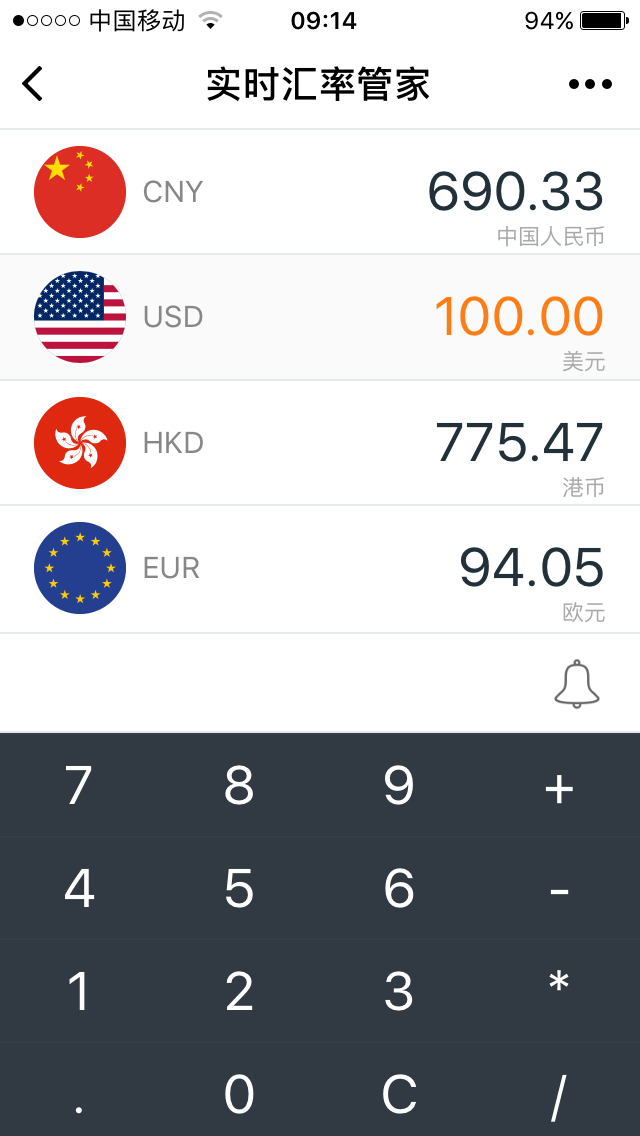 中国移动 09:14 94%
实时汇率管家
CNY 690.33
中国人民币
USD 100.00
美元
HKD 775.47
港币
EUR 94.05
欧元
7 8 9 +
4 5 6 -
1 2 3 *
. 0 C /